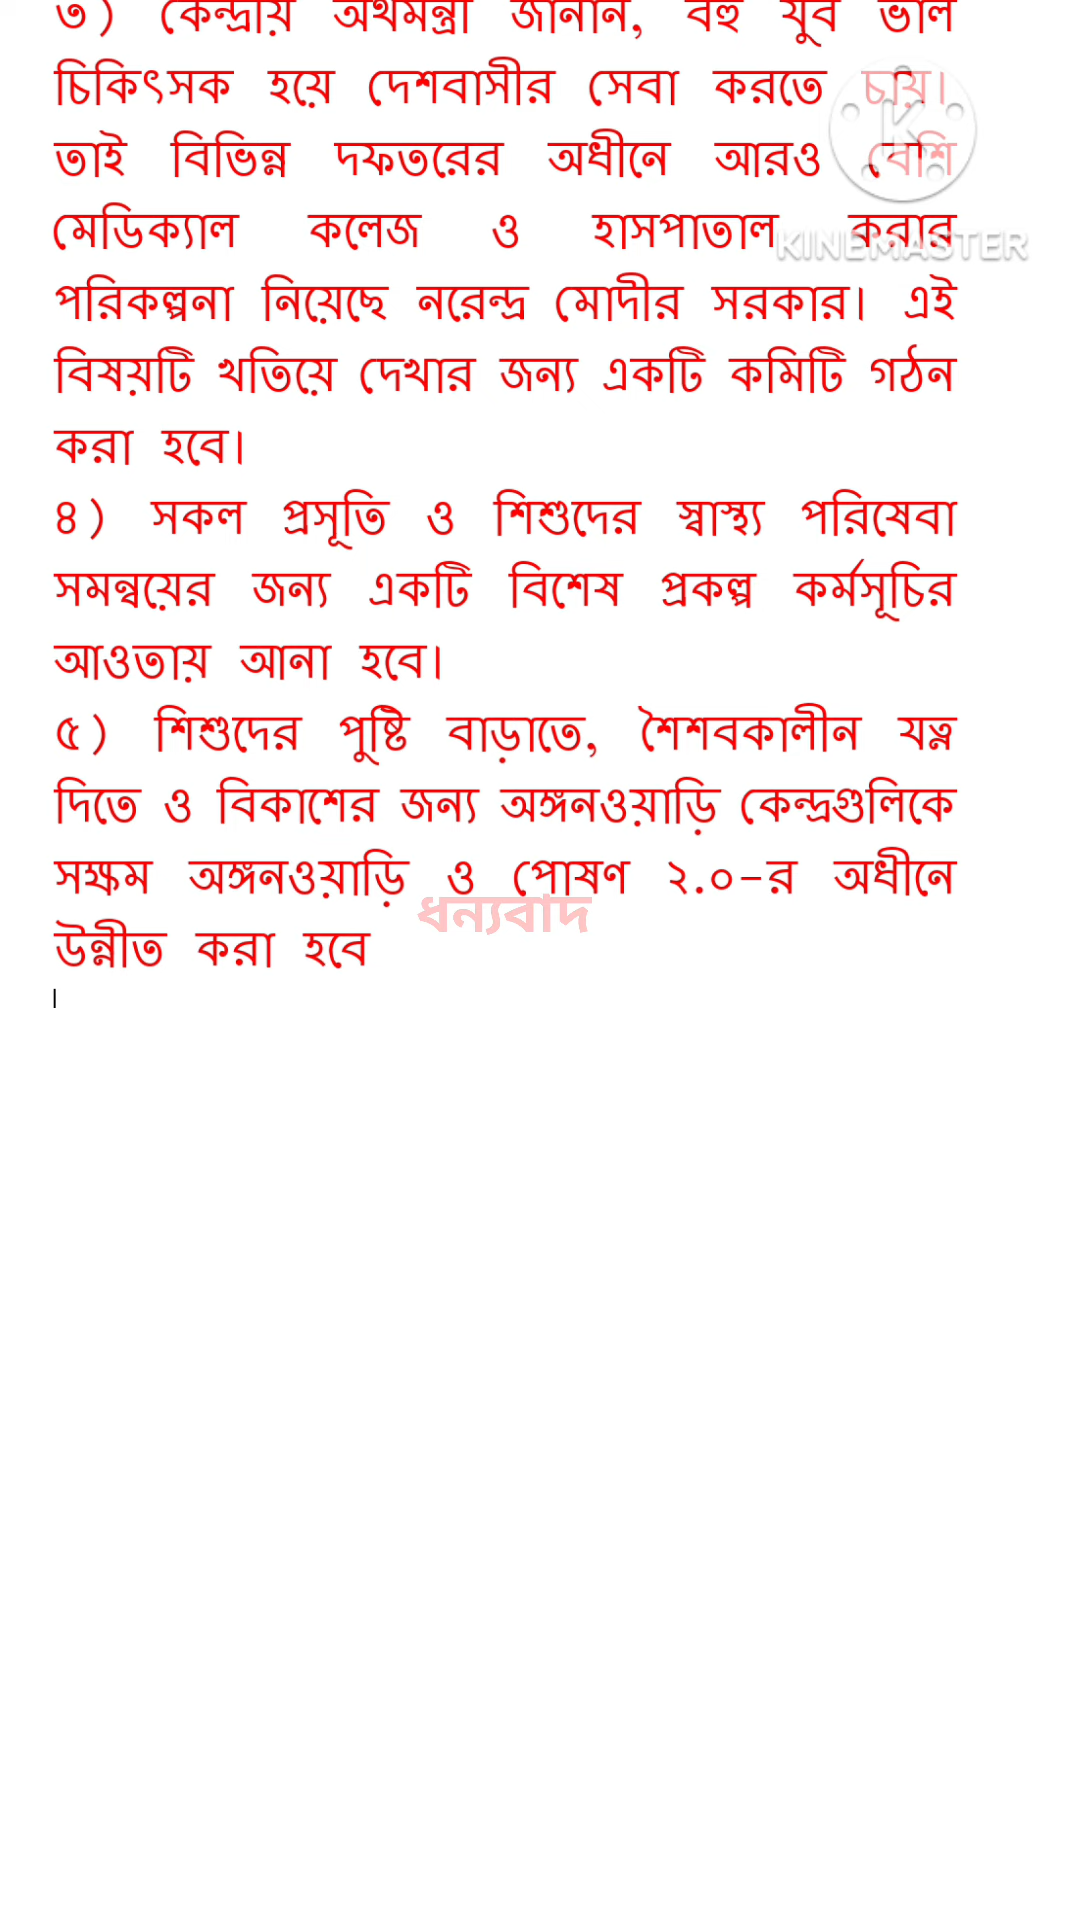 ৩) কেন্দ্রীয় অর্থমন্ত্রী জানান, বহু যুব ভাল
চিকিৎসক হয়ে দেশবাসীর সেবা করতে চায়।
তাই বিভিন্ন দফতরের অধীনে আরও বেশি
মেডিক্যাল কলেজ ও হাসপাতাল করার
KINEMASTER
পরিকল্পনা নিয়েছে নরেন্দ্র মোদীর সরকার। এই
বিষয়টি খতিয়ে দেখার জন্য একটি কমিটি গঠন
করা হবে।
৪) সকল প্রসূতি ও শিশুদের স্বাস্থ্য পরিষেবা
সমন্বয়ের জন্য একটি বিশেষ প্রকল্প কর্মসূচির
আওতায় আনা হবে।
৫) শিশুদের পুষ্টি বাড়াতে, শৈশবকালীন যত্ন
দিতে ও বিকাশের জন্য অঙ্গনওয়াড়ি কেন্দ্রগুলিকে
সক্ষম অঙ্গনওয়াড়ি ও পোষণ ২.০-র অধীনে
ধন্যবাদ
উন্নীত করা হবে